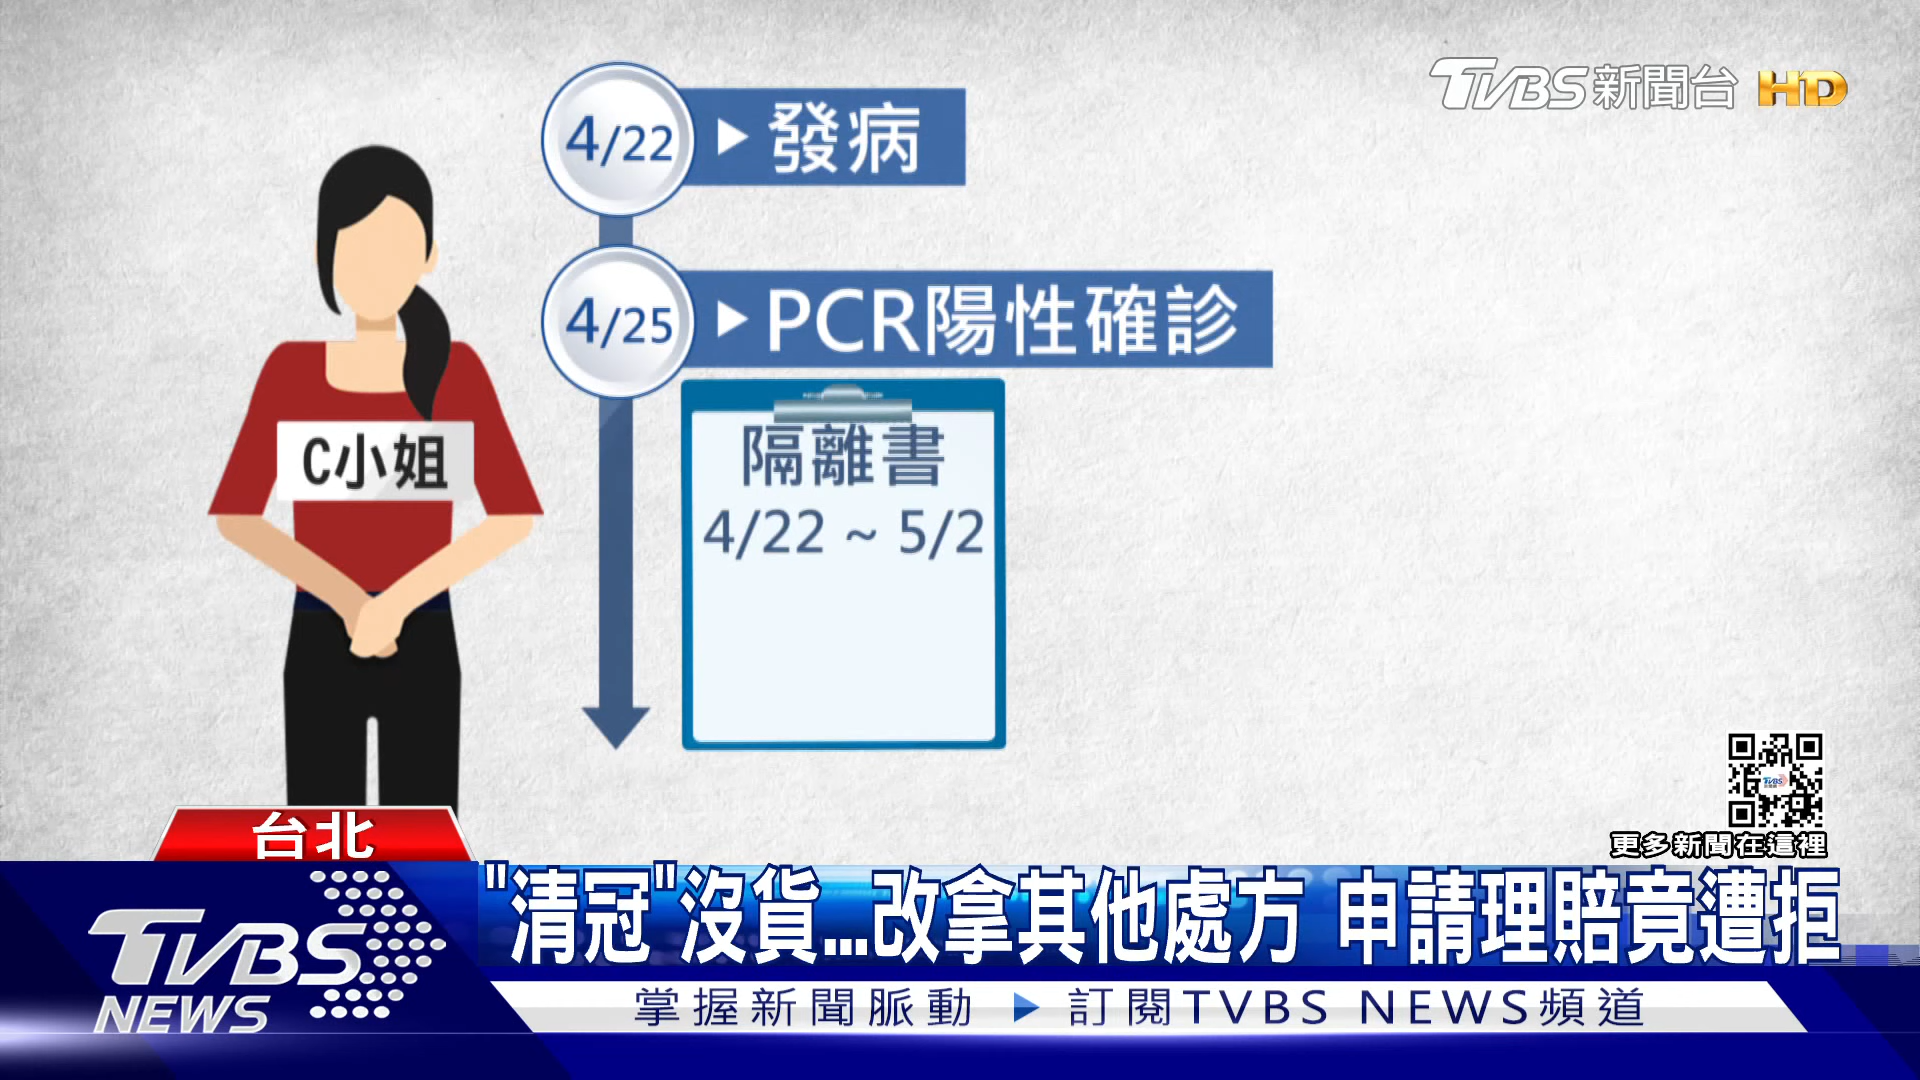 TVBS新聞台 HD
4/22 發病
4/25 PCR陽性確診
隔離書
4/22 ~ 5/2
C小姐
更多新聞在這裡
台北
"清冠"沒貨...改拿其他處方 申請理賠竟遭拒
TVBS NEWS
掌握新聞脈動 訂閱TVBS NEWS頻道